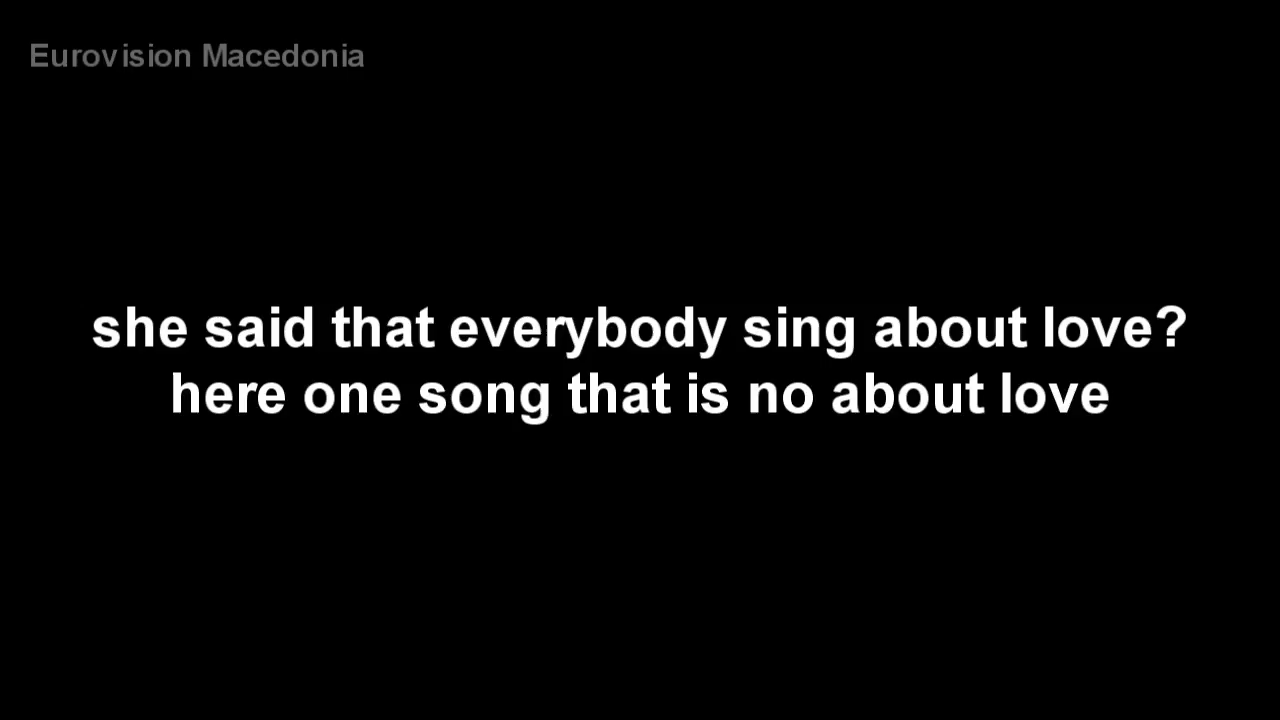 Eurovision Macedonia
she said that everybody sing about love?
here one song that is no about love